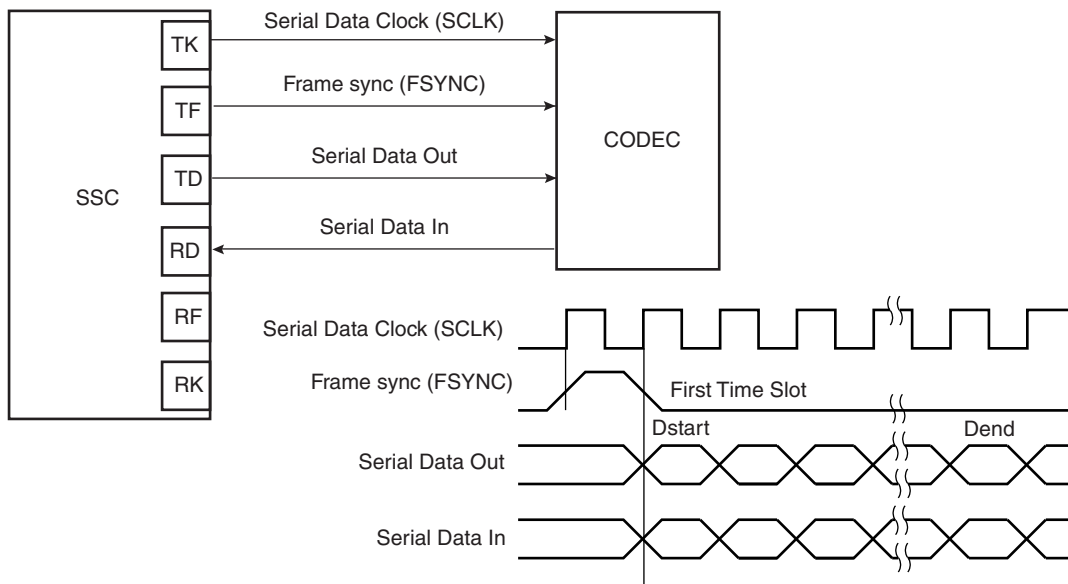 Serial Data Clock (SCLK)
TK
Frame sync (FSYNC)
TF
CODEC
Serial Data Out
TD
SSC
Serial Data In
RD
RF
Serial Data Clock (SCLK)
RK
Frame sync (FSYNC)
First Time Slot
Dstart
Dend
Serial Data Out
Serial Data In